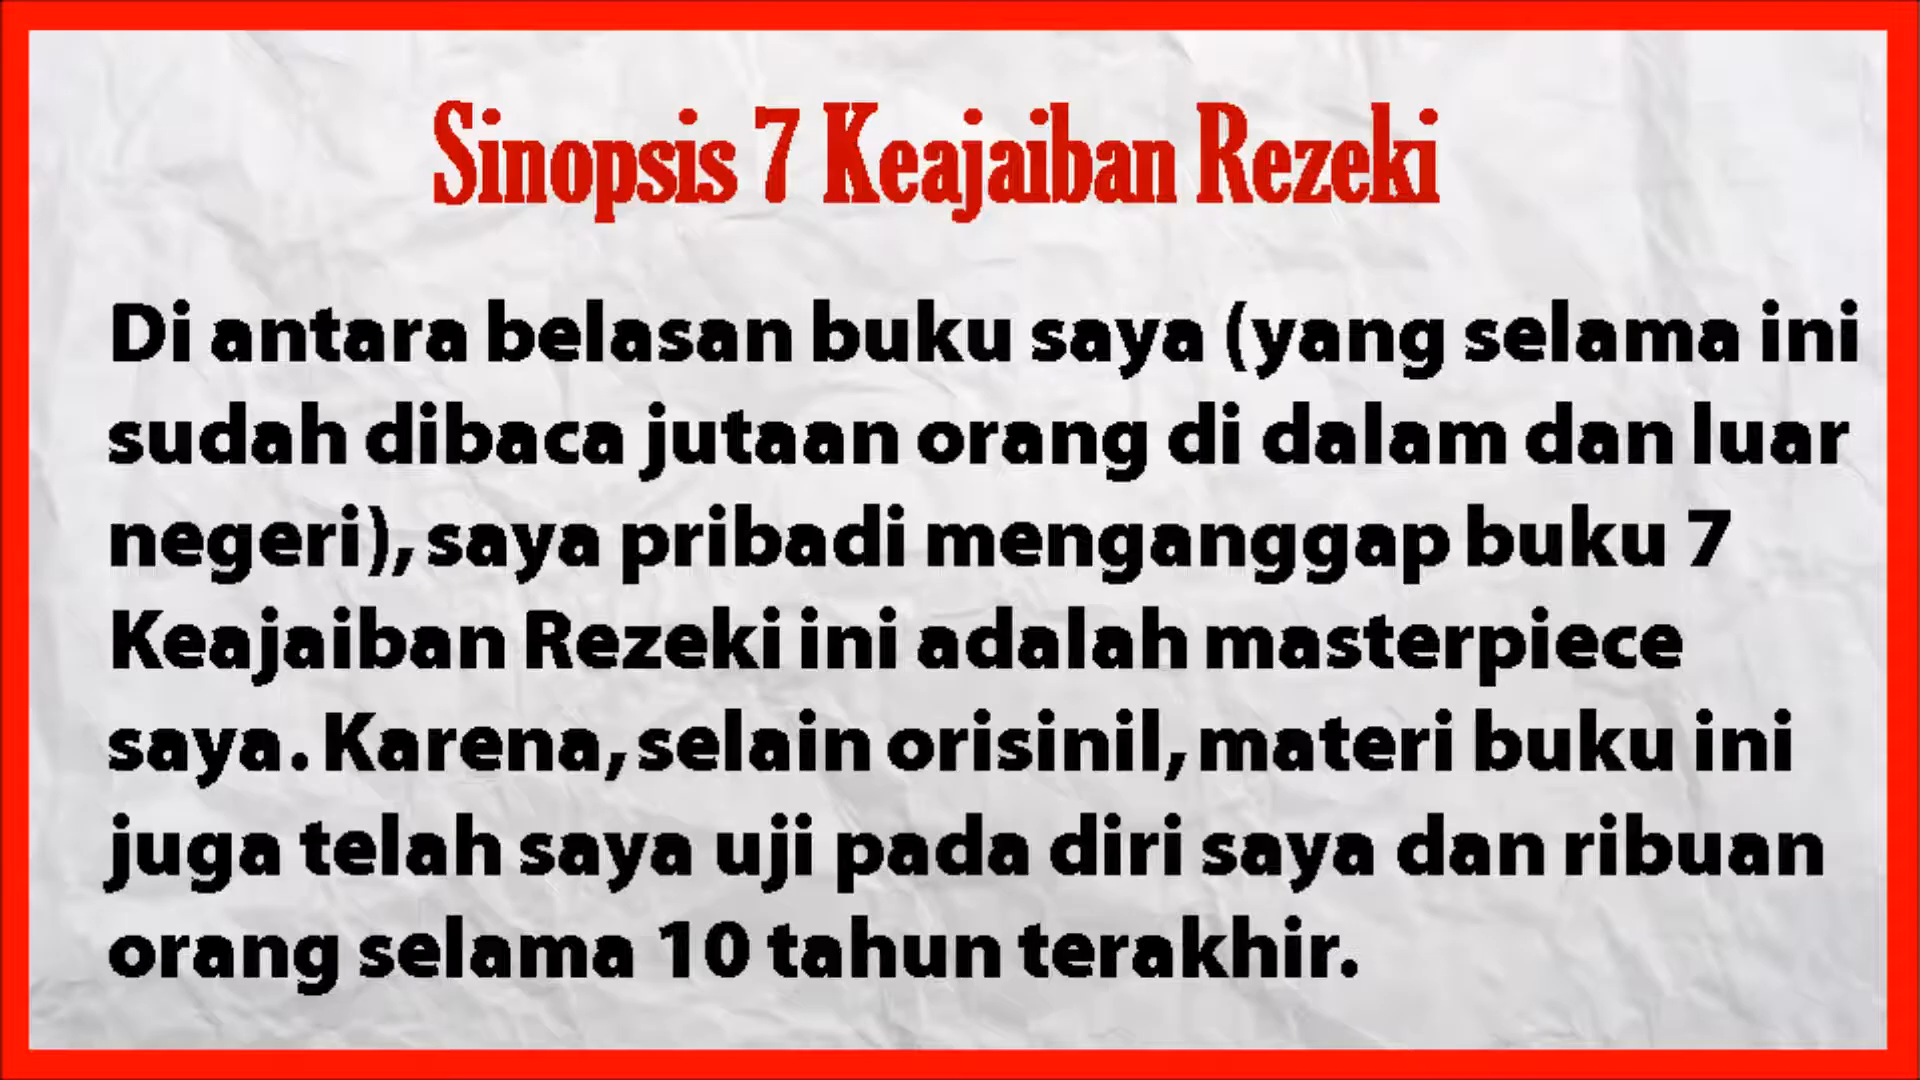 Sinopsis 7 Keajaiban Rezeki
Di antara belasan buku saya (yang selama ini
sudah dibaca jutaan orang di dalam dan luar
negeri), saya pribadi menganggap buku 7
Keajaiban Rezeki ini adalah masterpiece
saya. Karena, selain orisinil, materi buku ini
juga telah saya uji pada diri saya dan ribuan
orang selama 10 tahun terakhir.